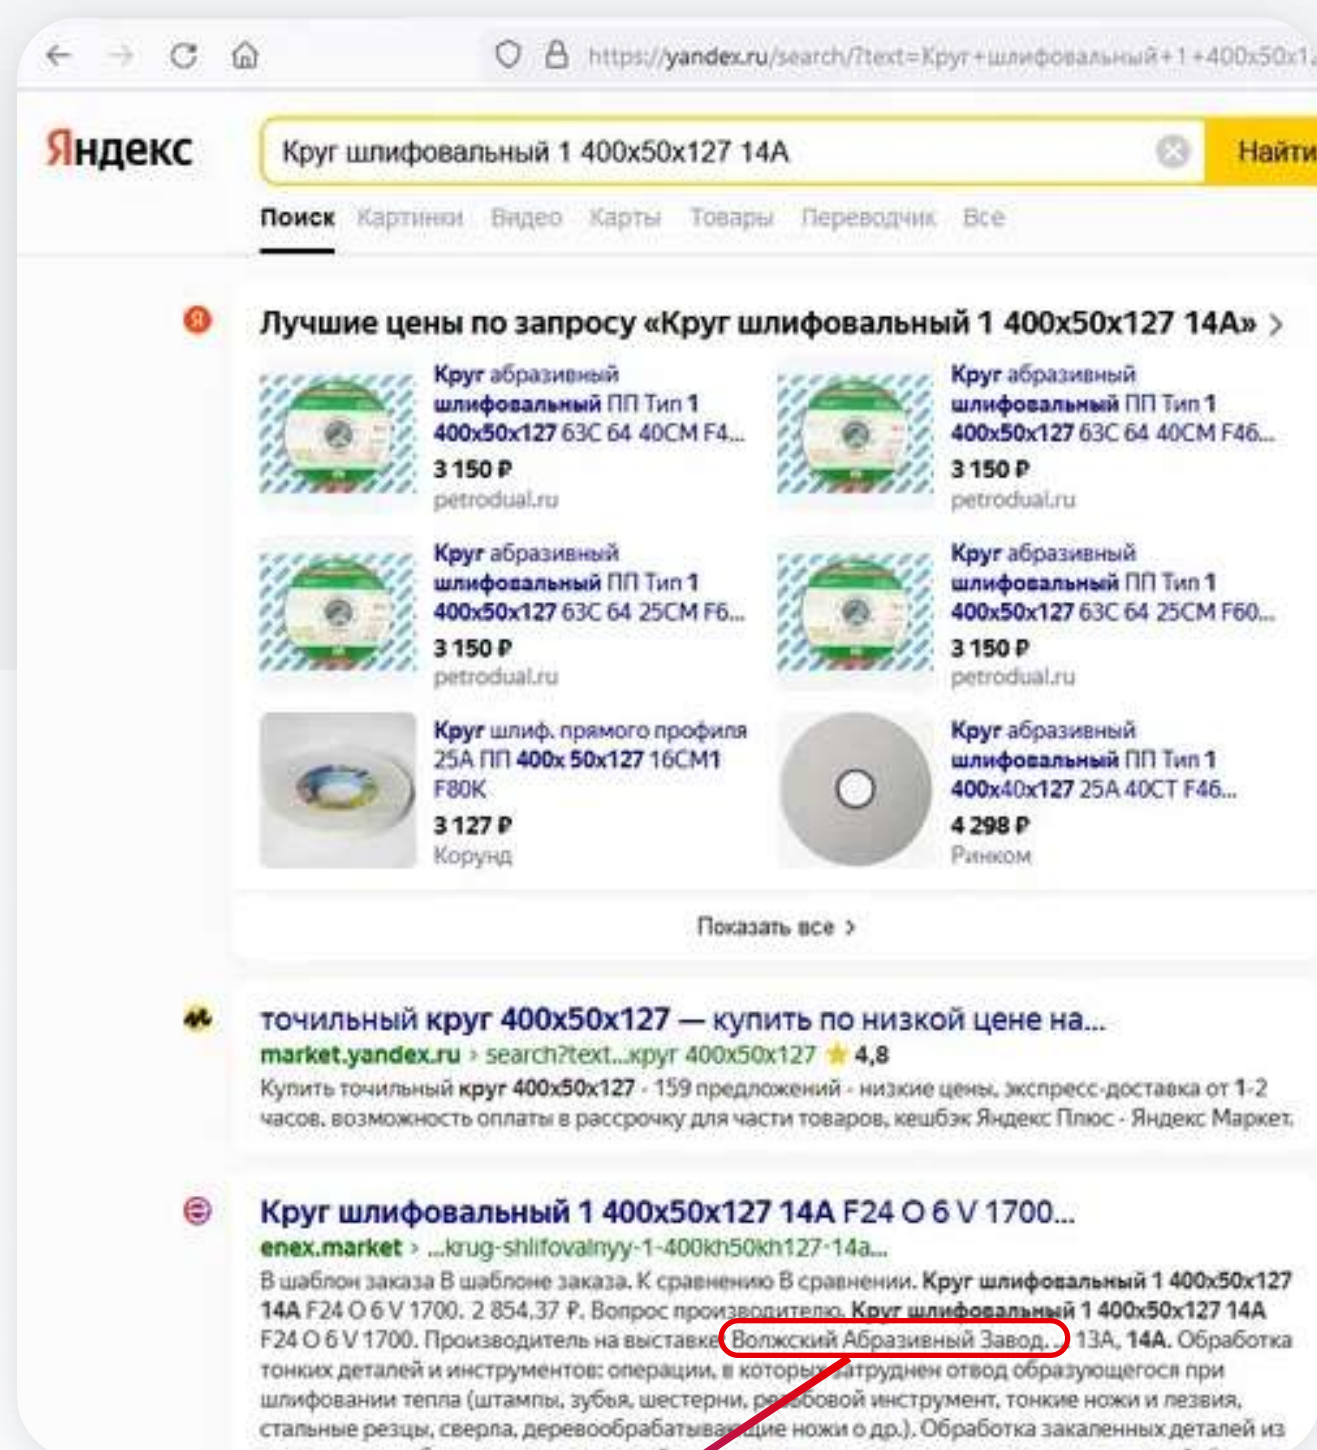 https://yandex.ru/search/?text=Круг+шлифовальный+1+400x50x1
Яндекс
Круг шлифовальный 1 400x50x127 14А
Найти
Поиск Картинки Видео Карты Товары Переводчик Все
Лучшие цены по запросу «Круг шлифовальный 1 400x50x127 14А» >
Круг абразивный
шлифовальный ПП Тип 1
400x50x127 63С 64 40СМ F4...
3 150 ₽
petrodual.ru
Круг абразивный
шлифовальный ПП Тип 1
400x50x127 63С 64 40СМ F46...
3 150 ₽
petrodual.ru
Круг абразивный
шлифовальный ПП Тип 1
400x50x127 63С 64 25СМ F6...
3 150 ₽
petrodual.ru
Круг абразивный
шлифовальный ПП Тип 1
400x50x127 63С 64 25СМ F60...
3 150 ₽
petrodual.ru
Круг шлиф. прямого профиля
25А ПП 400x 50x127 16СМ1
F80K
3 127 ₽
Корунд
Круг абразивный
шлифовальный ПП Тип 1
400x40x127 25А 40СТ F46...
4 298 ₽
Ринком
Показать все >
точильный круг 400x50x127 — купить по низкой цене на...
market.yandex.ru › search?text...круг 400x50x127 4,8
Купить точильный круг 400x50x127 - 159 предложений - низкие цены, экспресс-доставка от 1-2
часов, возможность оплаты в рассрочку для части товаров, кешбэк Яндекс Плюс - Яндекс Маркет.
Круг шлифовальный 1 400x50x127 14А F24 O 6 V 1700...
enex.market › ...krug-shlifovalnyy-1-400kh50kh127-14a...
В шаблон заказа В шаблоне заказа. К сравнению В сравнении. Круг шлифовальный 1 400x50x127
14А F24 O 6 V 1700. 2 854.37 ₽. Вопрос производителю. Круг шлифовальный 1 400x50x127 14А
F24 O 6 V 1700. Производитель на выставке Волжский Абразивный Завод. ... 13А, 14А. Обработка
тонких деталей и инструментов: операции, в которых затруднен отвод образующегося при
шлифовании тепла (штампы, зубья, шестерни, резьбовой инструмент, тонкие ножи и лезвия,
стальные резцы, сверла, деревообрабатывающие ножи о др.). Обработка закаленных деталей из